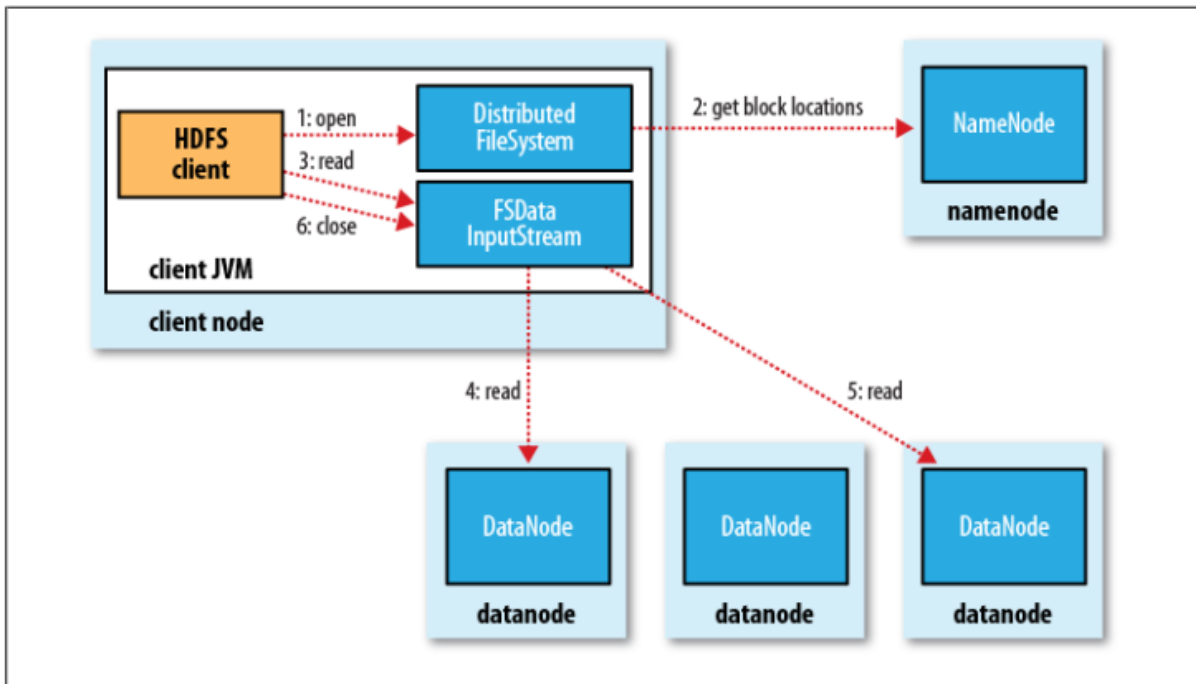 HDFS
client
1: open
3: read
6: close
Distributed
FileSystem
FSData
InputStream
client JVM
client node
2: get block locations
NameNode
namenode
4: read
5: read
DataNode
datanode
DataNode
datanode
DataNode
datanode